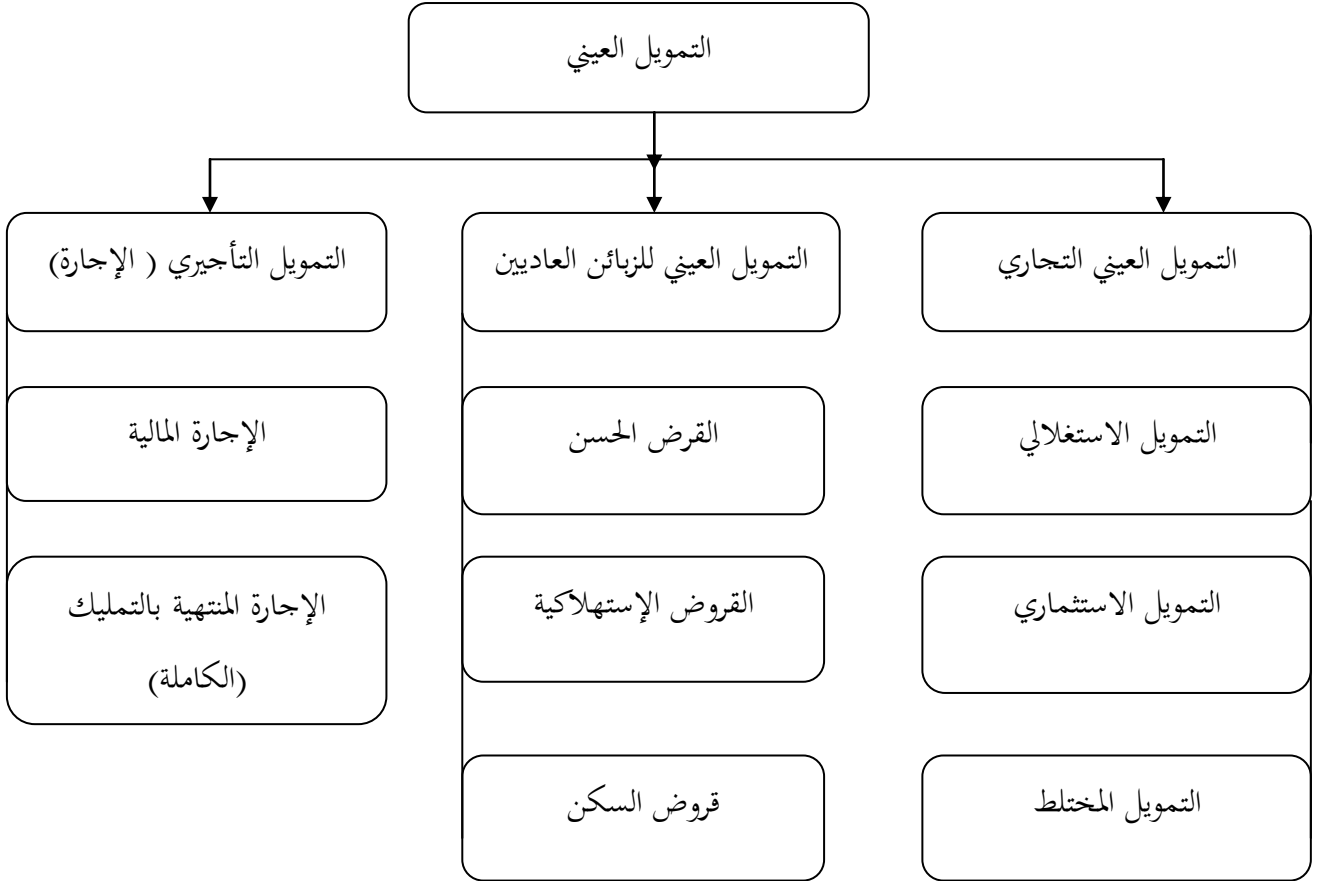 التمويل العيني
التمويل العيني التجاري
التمويل العيني للزبائن العاديين
التمويل التأجيري ( الإجارة)
التمويل الاستغلالي
القرض الحسن
الإجارة المالية
التمويل الاستثماري
القروض الإستهلاكية
الإجارة المنتهية بالتمليك
(الكاملة)
التمويل المختلط
قروض السكن